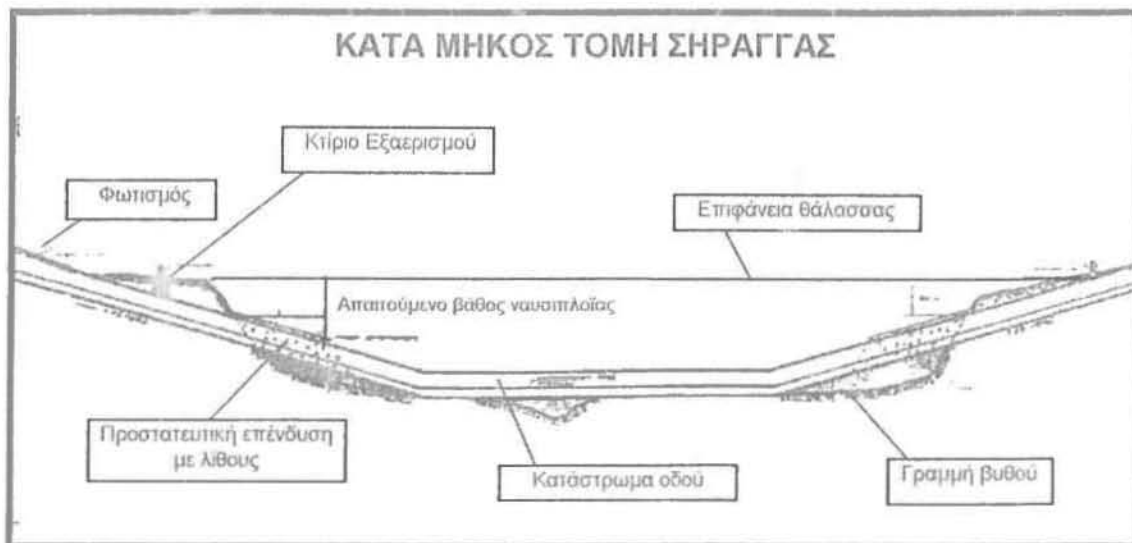 ΚΑΤΑ ΜΗΚΟΣ ΤΟΜΗ ΣΗΡΑΓΓΑΣ
Κτίριο Εξαερισμού
Φωτισμός
Επιφάνεια θάλασσας
Απαιτούμενο βάθος ναυσιπλοΐας
Προστατευτική επένδυση
με λίθους
Κατάστρωμα οδού
Γραμμή βυθού